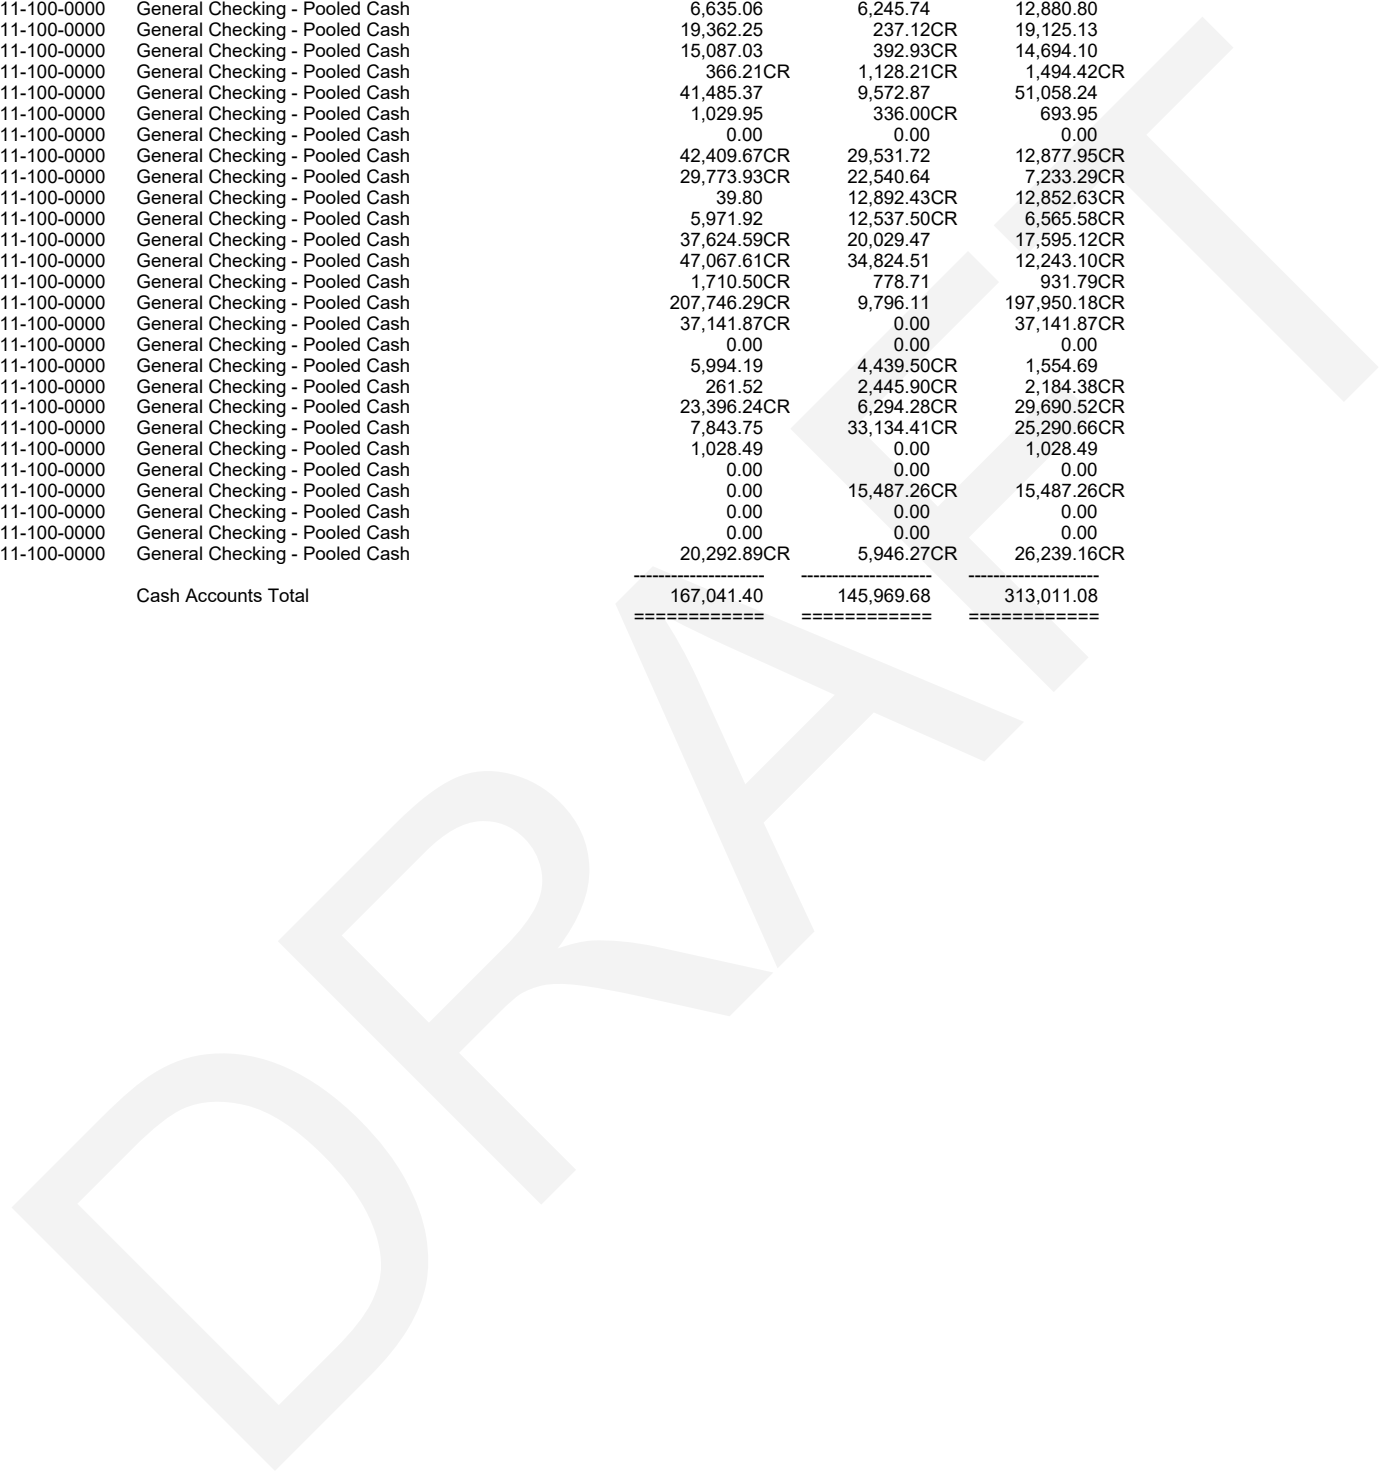 11-100-0000 General Checking - Pooled Cash 6,635.06 6,245.74 12,880.80
11-100-0000 General Checking - Pooled Cash 19,362.25 237.12CR 19,125.13
11-100-0000 General Checking - Pooled Cash 15,087.03 392.93CR 14,694.10
11-100-0000 General Checking - Pooled Cash 366.21CR 1,128.21CR 1,494.42CR
11-100-0000 General Checking - Pooled Cash 41,485.37 9,572.87 51,058.24
11-100-0000 General Checking - Pooled Cash 1,029.95 336.00CR 693.95
11-100-0000 General Checking - Pooled Cash 0.00 0.00 0.00
11-100-0000 General Checking - Pooled Cash 42,409.67CR 29,531.72 12,877.95CR
11-100-0000 General Checking - Pooled Cash 29,773.93CR 22,540.64 7,233.29CR
11-100-0000 General Checking - Pooled Cash 39.80 12,892.43CR 12,852.63CR
11-100-0000 General Checking - Pooled Cash 5,971.92 12,537.50CR 6,565.58CR
11-100-0000 General Checking - Pooled Cash 37,624.59CR 20,029.47 17,595.12CR
11-100-0000 General Checking - Pooled Cash 47,067.61CR 34,824.51 12,243.10CR
11-100-0000 General Checking - Pooled Cash 1,710.50CR 778.71 931.79CR
11-100-0000 General Checking - Pooled Cash 207,746.29CR 9,796.11 197,950.18CR
11-100-0000 General Checking - Pooled Cash 37,141.87CR 0.00 37,141.87CR
11-100-0000 General Checking - Pooled Cash 0.00 0.00 0.00
11-100-0000 General Checking - Pooled Cash 5,994.19 4,439.50CR 1,554.69
11-100-0000 General Checking - Pooled Cash 261.52 2,445.90CR 2,184.38CR
11-100-0000 General Checking - Pooled Cash 23,396.24CR 6,294.28CR 29,690.52CR
11-100-0000 General Checking - Pooled Cash 7,843.75 33,134.41CR 25,290.66CR
11-100-0000 General Checking - Pooled Cash 1,028.49 0.00 1,028.49
11-100-0000 General Checking - Pooled Cash 0.00 0.00 0.00
11-100-0000 General Checking - Pooled Cash 0.00 15,487.26CR 15,487.26CR
11-100-0000 General Checking - Pooled Cash 0.00 0.00 0.00
11-100-0000 General Checking - Pooled Cash 0.00 0.00 0.00
11-100-0000 General Checking - Pooled Cash 20,292.89CR 5,946.27CR 26,239.16CR
--------------------- --------------------- ---------------------
Cash Accounts Total 167,041.40 145,969.68 313,011.08
============ ============ ============
DRAFT